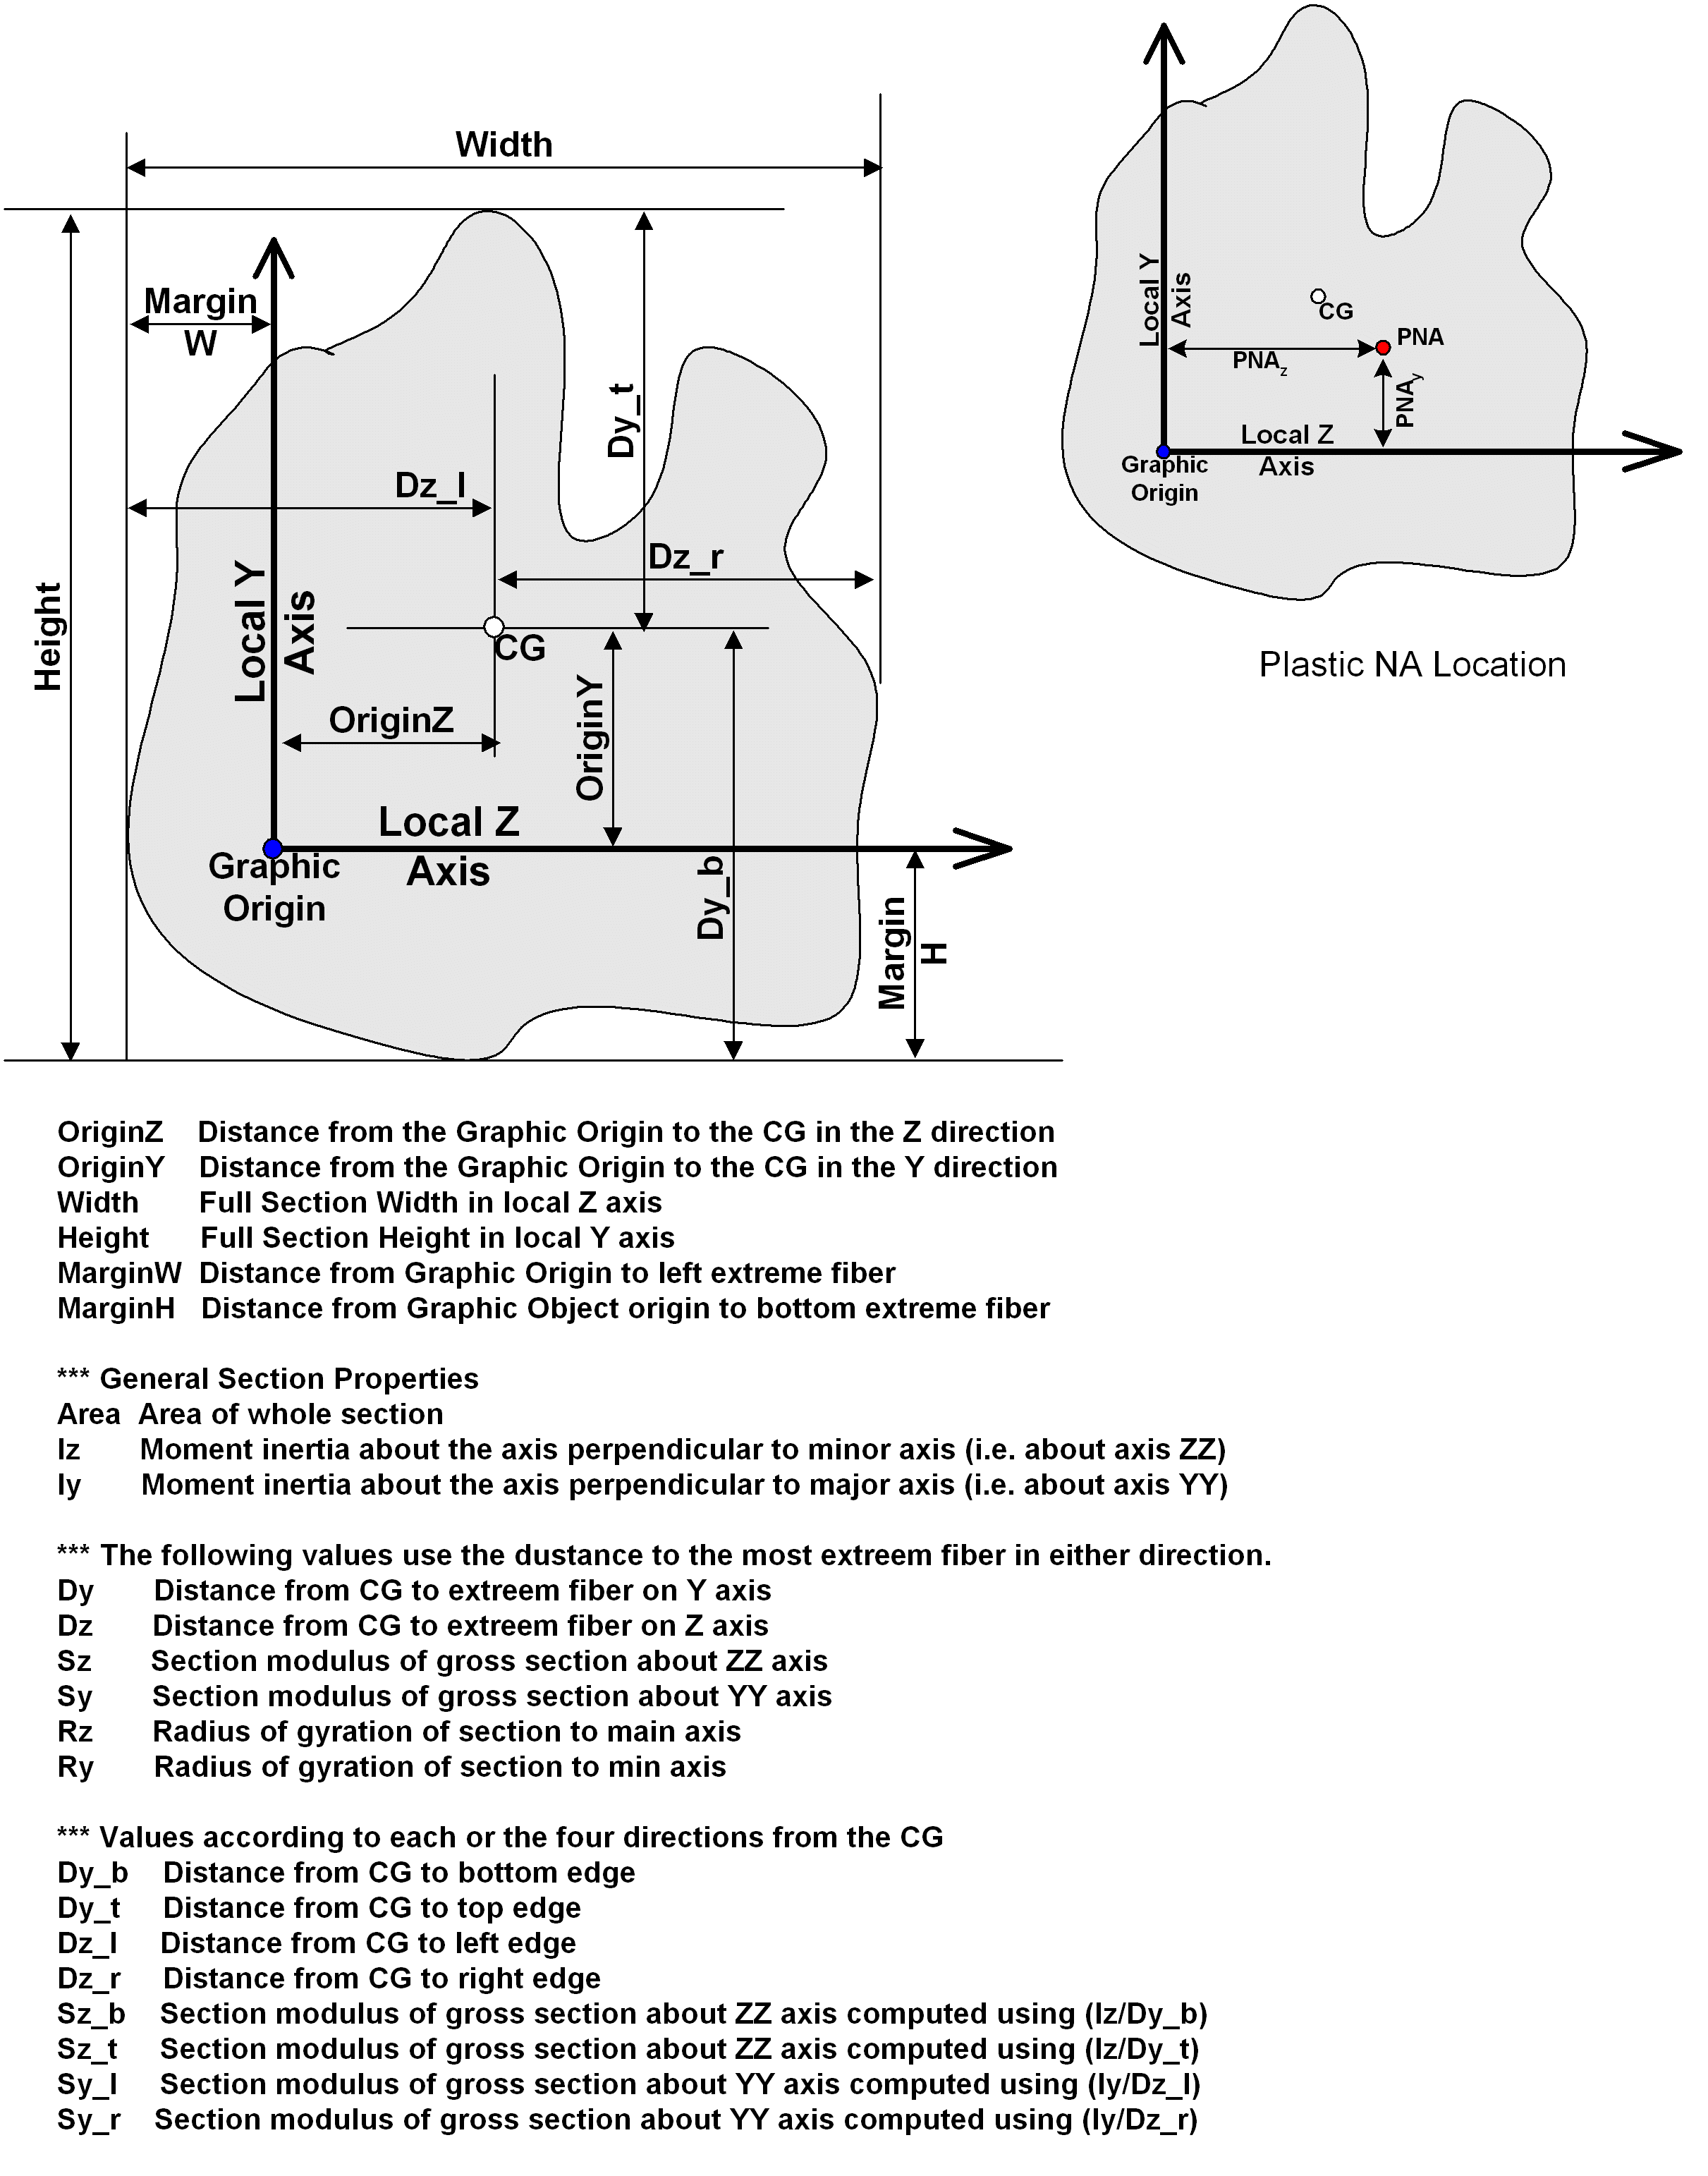 Width
Margin
W
Height
Dy_t
Dz_l
Dz_r
Local Y
Axis
CG
OriginZ
OriginY
Local Z
Axis
Graphic
Origin
Dy_b
Margin
H
Local Y
Axis
CG
PNA
PNAz
PNAy
Local Z
Axis
Graphic
Origin
Plastic NA Location
OriginZ Distance from the Graphic Origin to the CG in the Z direction
OriginY Distance from the Graphic Origin to the CG in the Y direction
Width Full Section Width in local Z axis
Height Full Section Height in local Y axis
MarginW Distance from Graphic Origin to left extreme fiber
MarginH Distance from Graphic Object origin to bottom extreme fiber
*** General Section Properties
Area Area of whole section
Iz Moment inertia about the axis perpendicular to minor axis (i.e. about axis ZZ)
Iy Moment inertia about the axis perpendicular to major axis (i.e. about axis YY)
*** The following values use the dustance to the most extreem fiber in either direction.
Dy Distance from CG to extreem fiber on Y axis
Dz Distance from CG to extreem fiber on Z axis
Sz Section modulus of gross section about ZZ axis
Sy Section modulus of gross section about YY axis
Rz Radius of gyration of section to main axis
Ry Radius of gyration of section to min axis
*** Values according to each or the four directions from the CG
Dy_b Distance from CG to bottom edge
Dy_t Distance from CG to top edge
Dz_l Distance from CG to left edge
Dz_r Distance from CG to right edge
Sz_b Section modulus of gross section about ZZ axis computed using (Iz/Dy_b)
Sz_t Section modulus of gross section about ZZ axis computed using (Iz/Dy_t)
Sy_l Section modulus of gross section about YY axis computed using (Iy/Dz_l)
Sy_r Section modulus of gross section about YY axis computed using (Iy/Dz_r)